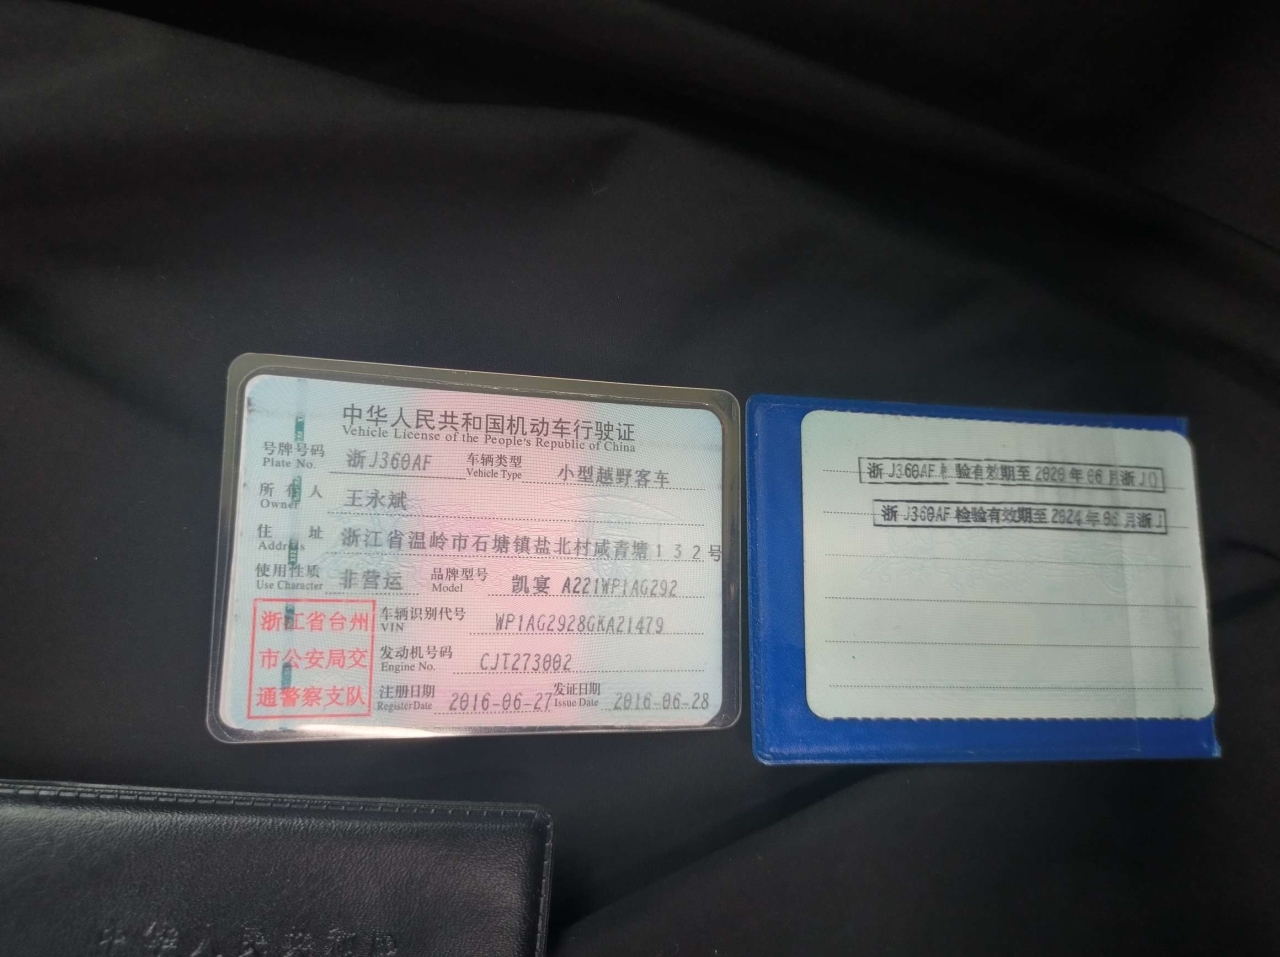 中华人民共和国机动车行驶证
Vehicle License of the People's Republic of China
号牌号码 浙J360AF 车辆类型 小型越野客车
Plate No. Vehicle Type
所有人 王永斌
Owner
住址 浙江省温岭市石塘镇盐北村咸青塘132号
Address
使用性质 非营运 品牌型号 凯宴 A221WP1AG292
Use Character Model
浙江省台州
市公安局交
通警察支队
车辆识别代号 WP1AG2928GKA21479
VIN
发动机号码 CJT273002
Engine No.
注册日期 2016-06-27 发证日期 2016-06-28
Register Date Issue Date
浙J360AF 检验有效期至2020年06月浙J
浙J360AF 检验有效期至2024年06月浙J
中华人民共和国